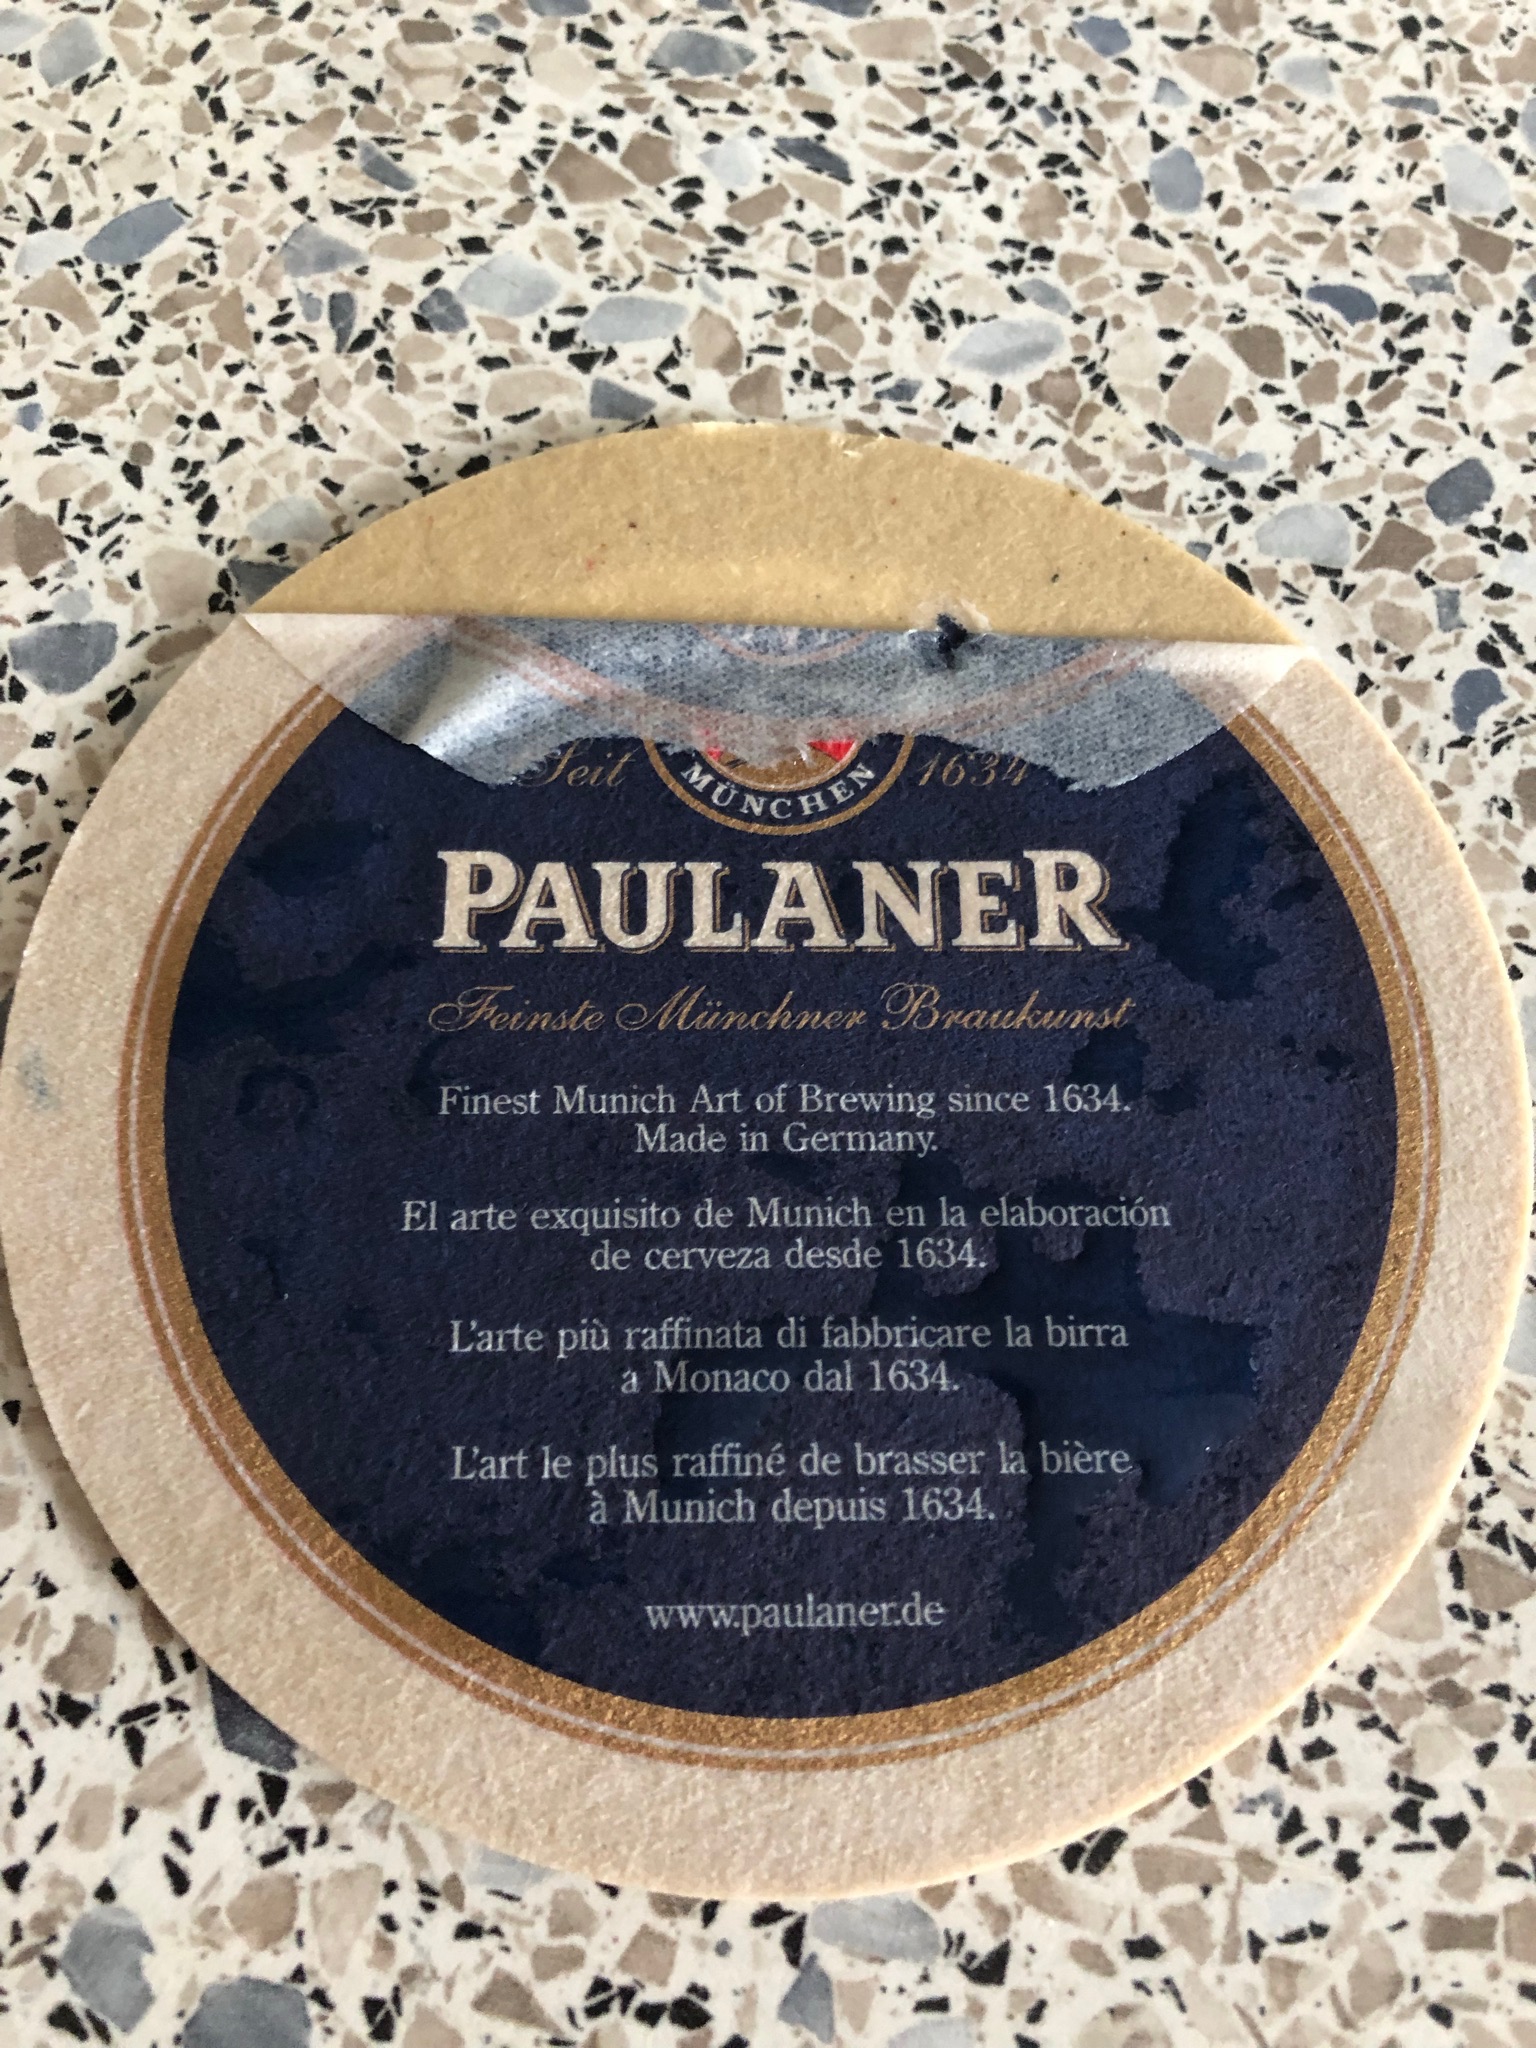 Seit 1634
MÜNCHEN
PAULANER
Feinste Münchner Braukunst
Finest Munich Art of Brewing since 1634.
Made in Germany.
El arte exquisito de Munich en la elaboración
de cerveza desde 1634.
L'arte più raffinata di fabbricare la birra
a Monaco dal 1634.
L'art le plus raffiné de brasser la bière
à Munich depuis 1634.
www.paulaner.de